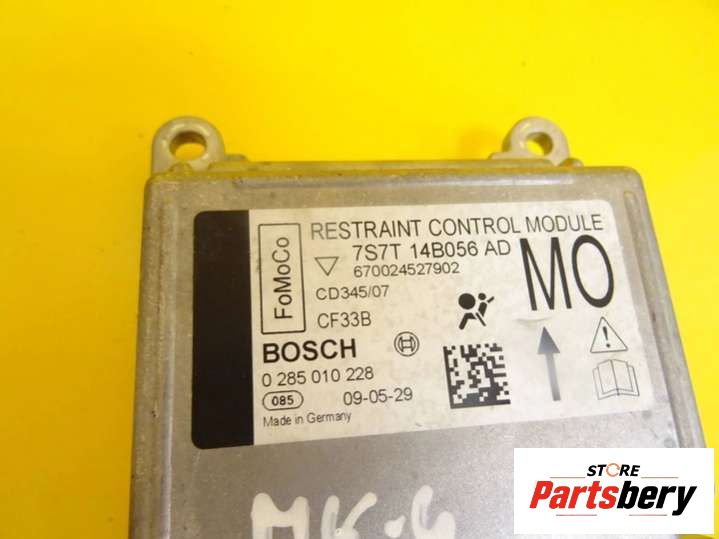 FoMoCo
RESTRAINT CONTROL MODULE
7S7T 14B056 AD
670024527902
MO
CD345/07
CF33B
BOSCH
0 285 010 228
085 09-05-29
Made in Germany
STORE
Partsbery